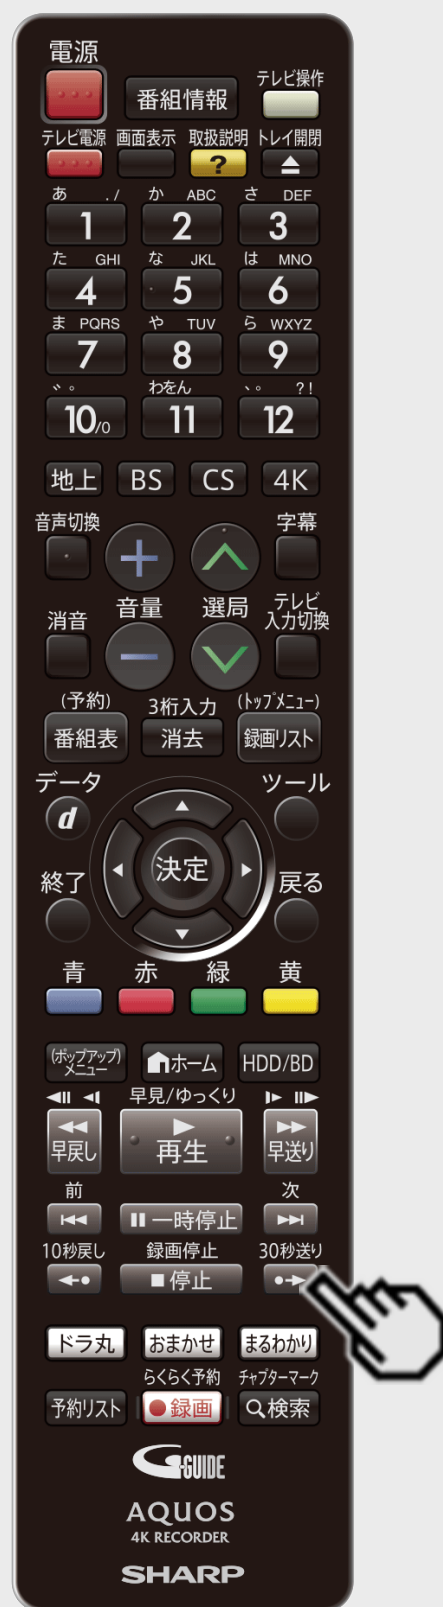 電源
番組情報
テレビ操作
テレビ電源 画面表示 取扱説明 トレイ開閉
?
あ ./ か ABC さ DEF
1 2 3
た GHI な JKL は MNO
4 5 6
ま PQRS や TUV ら WXYZ
7 8 9
゛゜ わをん 、。 ?!
10/0 11 12
地上 BS CS 4K
音声切換 字幕
+
消音 音量 選局 テレビ
入力切換
−
(予約) 3桁入力 (トップメニュー)
番組表 消去 録画リスト
データ ツール
d
決定
終了 戻る
青 赤 緑 黄
(ポップアップ)
メニュー
ホーム HDD/BD
早見/ゆっくり
早戻し 再生 早送り
前 次
一時停止
10秒戻し 録画停止 30秒送り
停止
ドラ丸 おまかせ まるわかり
らくらく予約 チャプターマーク
予約リスト 録画 検索
G-GUIDE
AQUOS
4K RECORDER
SHARP